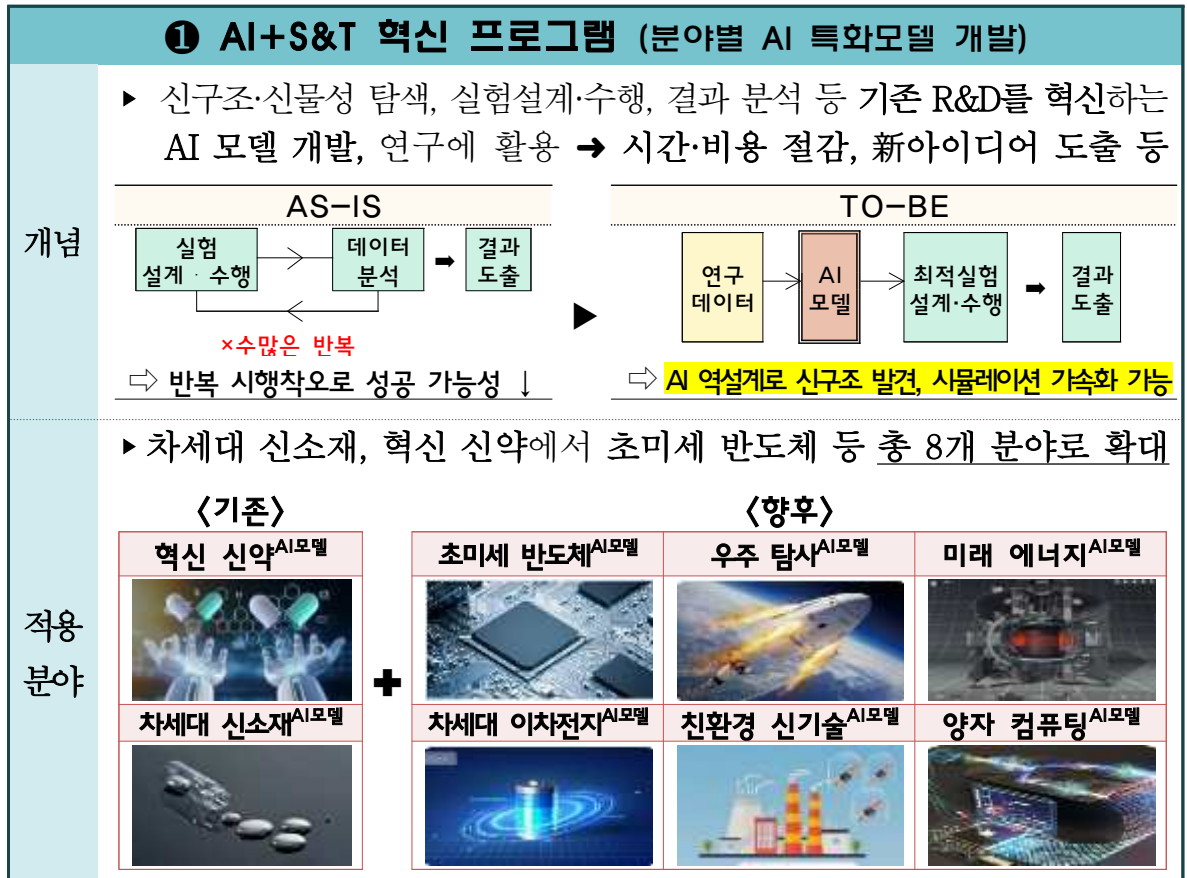 ❶ AI+S&T 혁신 프로그램 (분야별 AI 특화모델 개발)
개념
▶ 신구조·신물성 탐색, 실험설계·수행, 결과 분석 등 기존 R&D를 혁신하는
AI 모델 개발, 연구에 활용 ➔ 시간·비용 절감, 新아이디어 도출 등
AS-IS
실험
설계·수행
데이터
분석
➡
결과
도출
×수많은 반복
⇨ 반복 시행착오로 성공 가능성 ↓
▶
TO-BE
연구
데이터
AI
모델
최적실험
설계·수행
➡
결과
도출
⇨ AI 역설계로 신구조 발견, 시뮬레이션 가속화 가능
적용
분야
▶ 차세대 신소재, 혁신 신약에서 초미세 반도체 등 총 8개 분야로 확대
〈기존〉
혁신 신약AI모델
차세대 신소재AI모델
✚
〈향후〉
초미세 반도체AI모델
우주 탐사AI모델
미래 에너지AI모델
차세대 이차전지AI모델
친환경 신기술AI모델
양자 컴퓨팅AI모델